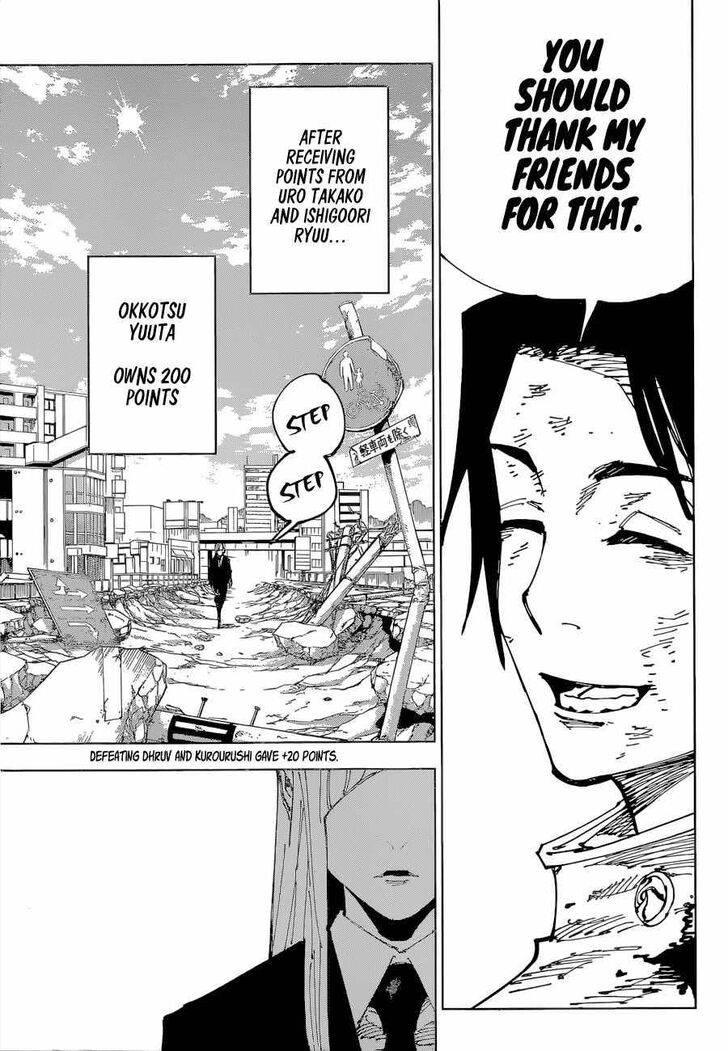 YOU
SHOULD
THANK MY
FRIENDS
FOR THAT.
AFTER
RECEIVING
POINTS FROM
URO TAKAKO
AND ISHIGOORI
RYUU...
OKKOTSU
YUUTA
OWNS 200
POINTS
STEP
STEP
軽車両を除く
DEFEATING DHRUV AND KUROURUSHI GAVE +20 POINTS.